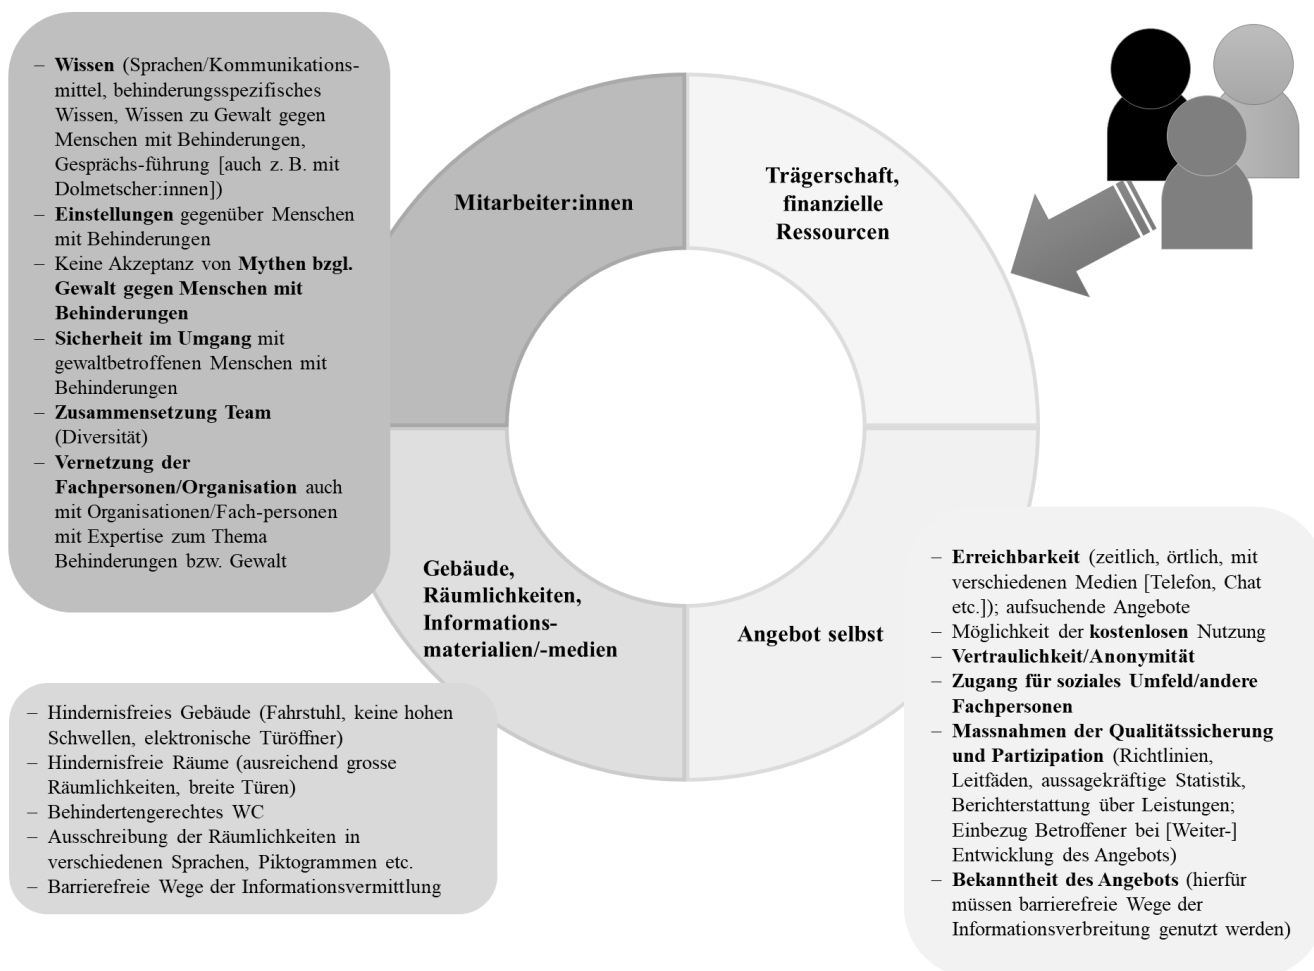 – Wissen (Sprachen/Kommunikations-
mittel, behinderungsspezifisches
Wissen, Wissen zu Gewalt gegen
Menschen mit Behinderungen,
Gesprächs-führung [auch z. B. mit
Dolmetscher:innen])
– Einstellungen gegenüber Menschen
mit Behinderungen
– Keine Akzeptanz von Mythen bzgl.
Gewalt gegen Menschen mit
Behinderungen
– Sicherheit im Umgang mit
gewaltbetroffenen Menschen mit
Behinderungen
– Zusammensetzung Team
(Diversität)
– Vernetzung der
Fachpersonen/Organisation auch
mit Organisationen/Fach-personen
mit Expertise zum Thema
Behinderungen bzw. Gewalt
Mitarbeiter:innen
Trägerschaft,
finanzielle
Ressourcen
Gebäude,
Räumlichkeiten,
Informations-
materialien/-medien
Angebot selbst
– Hindernisfreies Gebäude (Fahrstuhl, keine hohen
Schwellen, elektronische Türöffner)
– Hindernisfreie Räume (ausreichend grosse
Räumlichkeiten, breite Türen)
– Behindertengerechtes WC
– Ausschreibung der Räumlichkeiten in
verschiedenen Sprachen, Piktogrammen etc.
– Barrierefreie Wege der Informationsvermittlung
– Erreichbarkeit (zeitlich, örtlich, mit
verschiedenen Medien [Telefon, Chat
etc.]); aufsuchende Angebote
– Möglichkeit der kostenlosen Nutzung
– Vertraulichkeit/Anonymität
– Zugang für soziales Umfeld/andere
Fachpersonen
– Massnahmen der Qualitätssicherung
und Partizipation (Richtlinien,
Leitfäden, aussagekräftige Statistik,
Berichterstattung über Leistungen;
Einbezug Betroffener bei [Weiter-]
Entwicklung des Angebots)
– Bekanntheit des Angebots (hierfür
müssen barrierefreie Wege der
Informationsverbreitung genutzt werden)